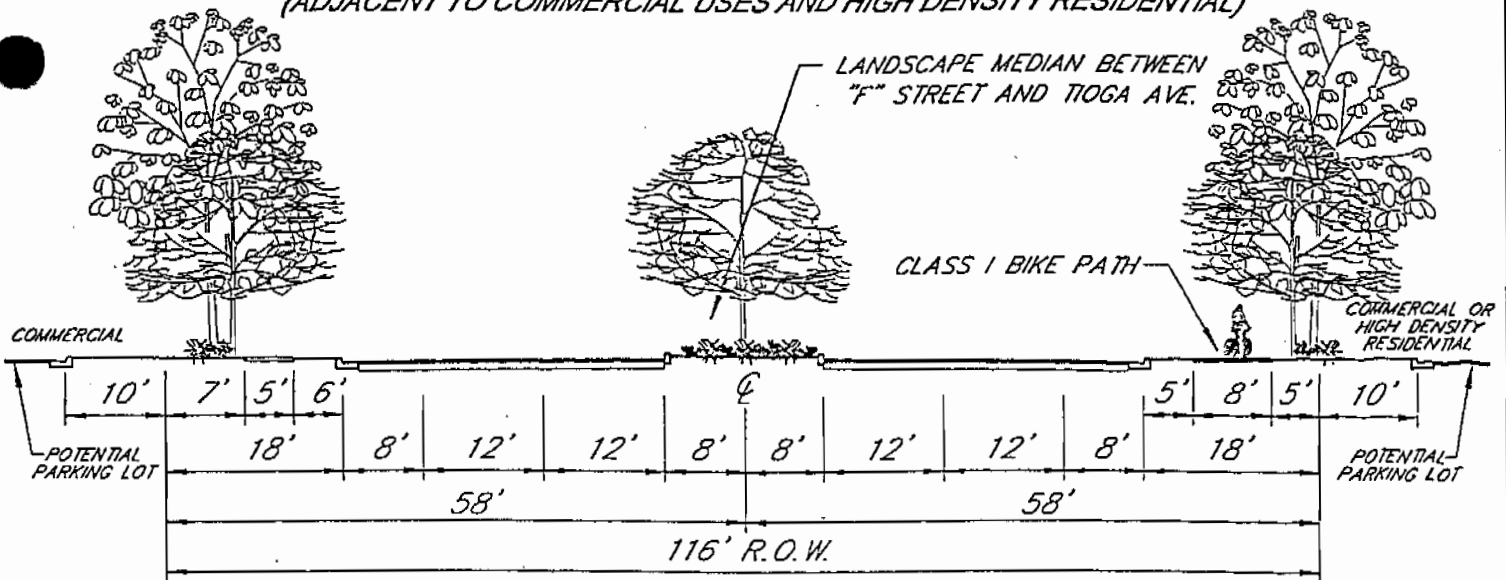 (ADJACENT TO COMMERCIAL USES AND HIGH DENSITY RESIDENTIAL)
LANDSCAPE MEDIAN BETWEEN
"F" STREET AND TIOGA AVE.
CLASS I BIKE PATH
COMMERCIAL
COMMERCIAL OR
HIGH DENSITY
RESIDENTIAL
10' 7' 5' 6' ℄ 5' 8' 5' 10'
POTENTIAL
PARKING LOT
18' 8' 12' 12' 8' 8' 12' 12' 8' 18'
POTENTIAL
PARKING LOT
58' 58'
116' R.O.W.